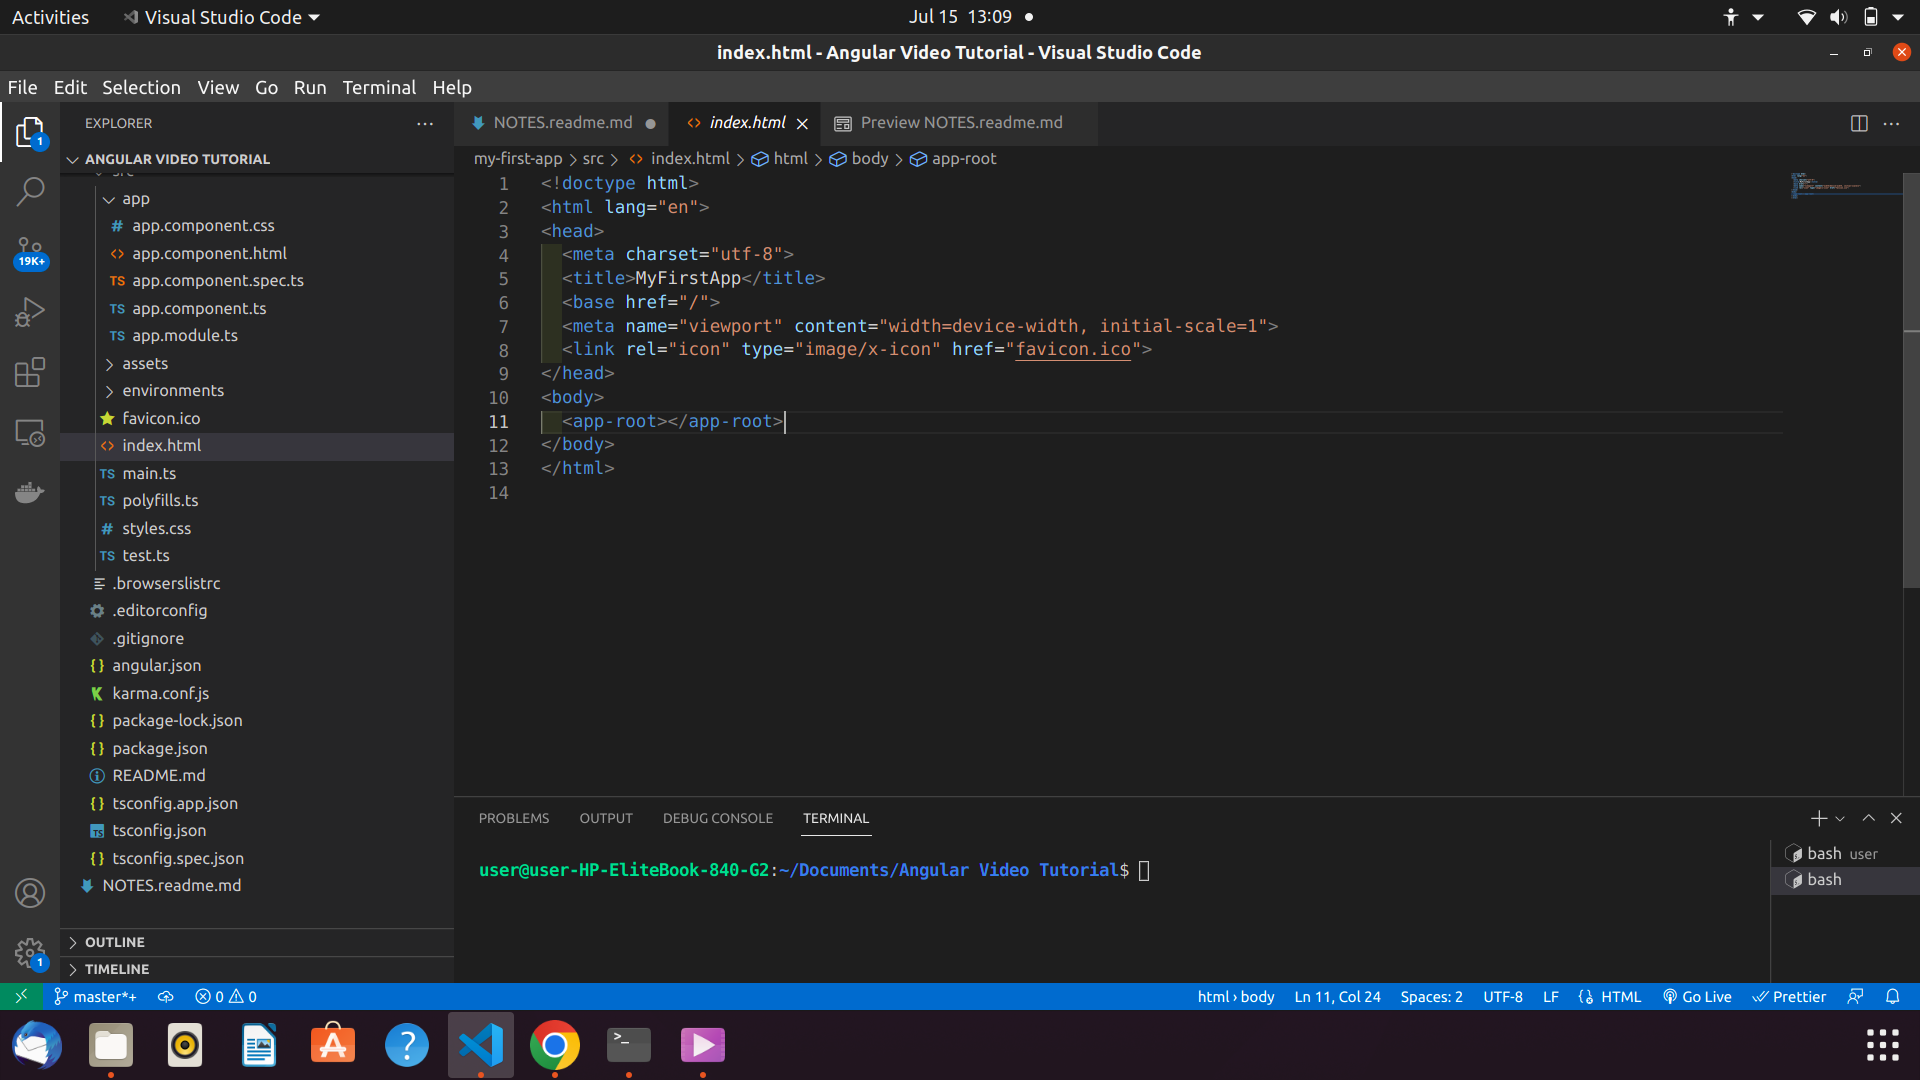 Activities Visual Studio Code Jul 15 13:09
index.html - Angular Video Tutorial - Visual Studio Code
File Edit Selection View Go Run Terminal Help
EXPLORER
ANGULAR VIDEO TUTORIAL
src
app
# app.component.css
<> app.component.html
TS app.component.spec.ts
TS app.component.ts
TS app.module.ts
assets
environments
favicon.ico
<> index.html
TS main.ts
TS polyfills.ts
# styles.css
TS test.ts
.browserslistrc
.editorconfig
.gitignore
{} angular.json
K karma.conf.js
{} package-lock.json
{} package.json
README.md
{} tsconfig.app.json
TS tsconfig.json
{} tsconfig.spec.json
NOTES.readme.md
OUTLINE
TIMELINE
1
19K+
1
NOTES.readme.md <> index.html Preview NOTES.readme.md
my-first-app > src > <> index.html > html > body > app-root
1 <!doctype html>
2 <html lang="en">
3 <head>
4 <meta charset="utf-8">
5 <title>MyFirstApp</title>
6 <base href="/">
7 <meta name="viewport" content="width=device-width, initial-scale=1">
8 <link rel="icon" type="image/x-icon" href="favicon.ico">
9 </head>
10 <body>
11 <app-root></app-root>
12 </body>
13 </html>
14
PROBLEMS OUTPUT DEBUG CONSOLE TERMINAL
user@user-HP-EliteBook-840-G2:~/Documents/Angular Video Tutorial$
bash user
bash
master*+ 0 0 html › body Ln 11, Col 24 Spaces: 2 UTF-8 LF HTML Go Live Prettier